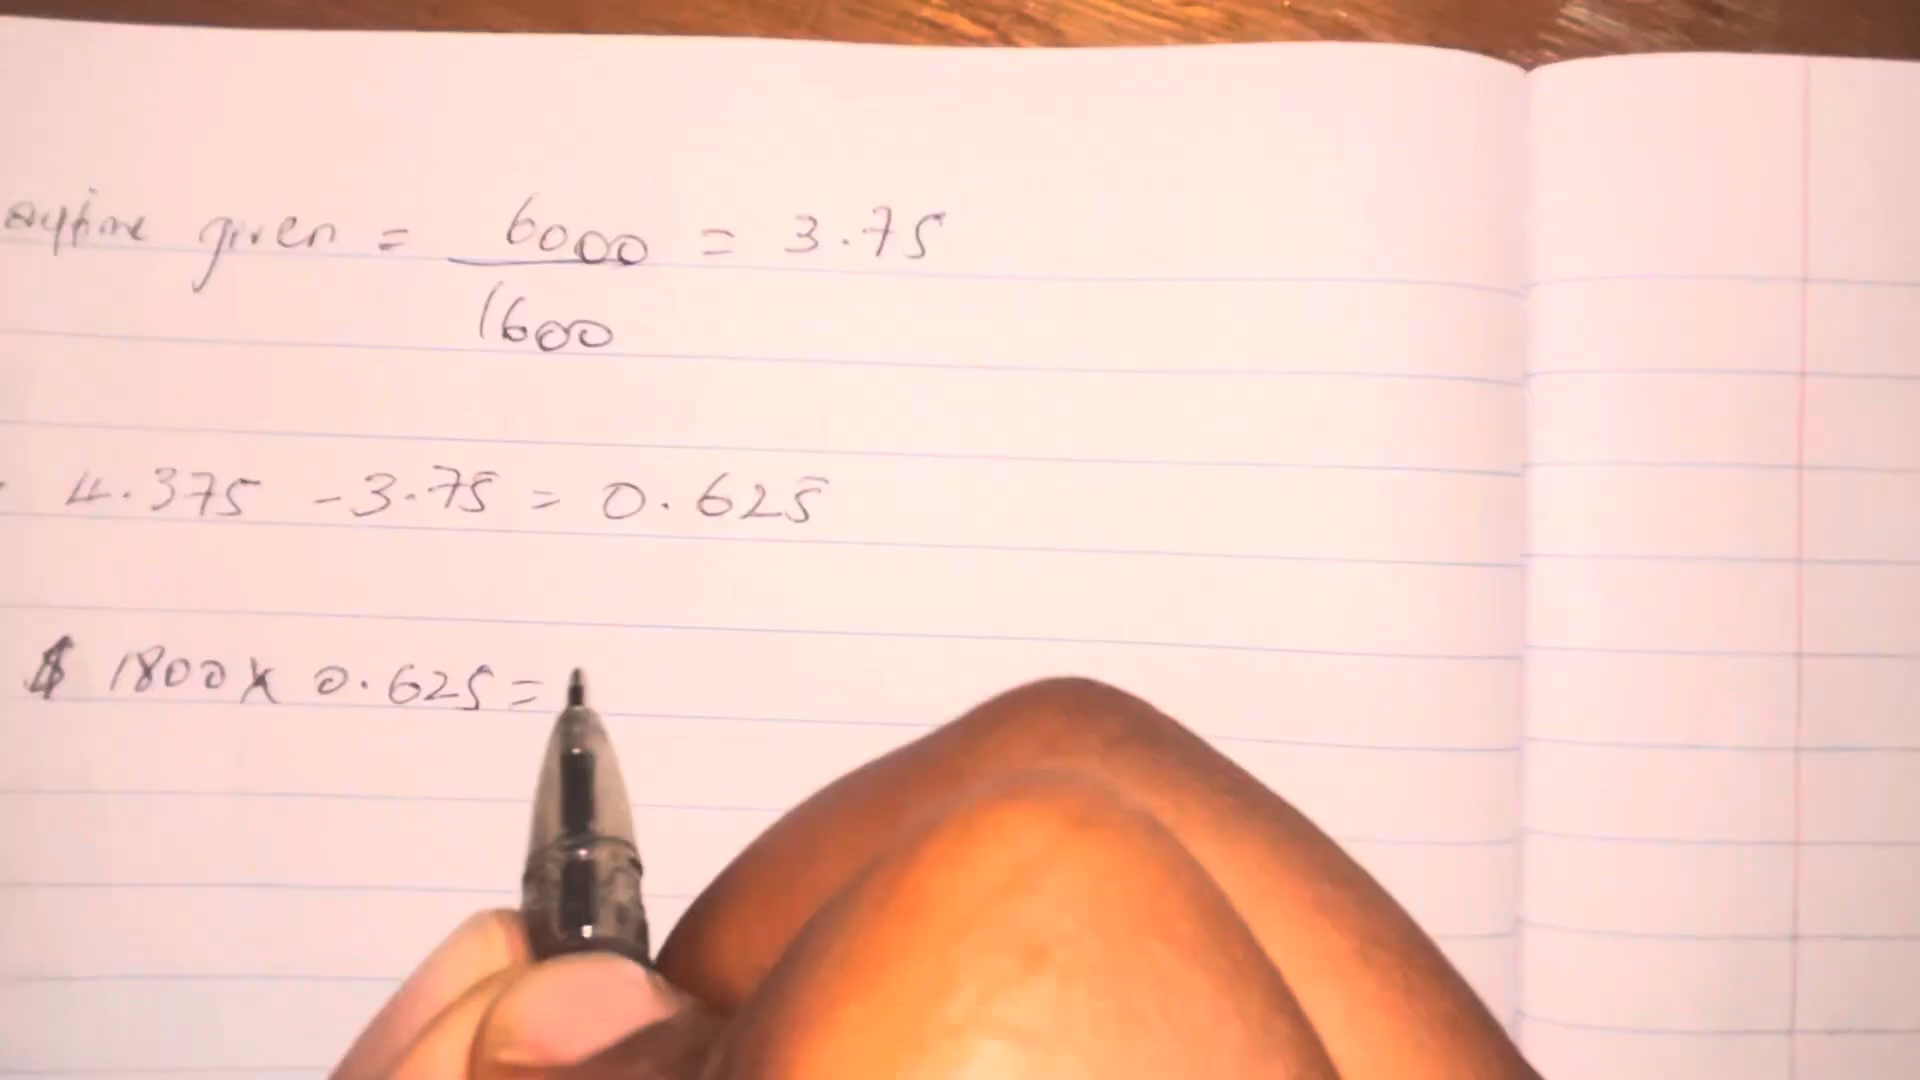 given = 6000 = 3.75
1600
4.375 - 3.75 = 0.625
$ 1800 x 0.625 =